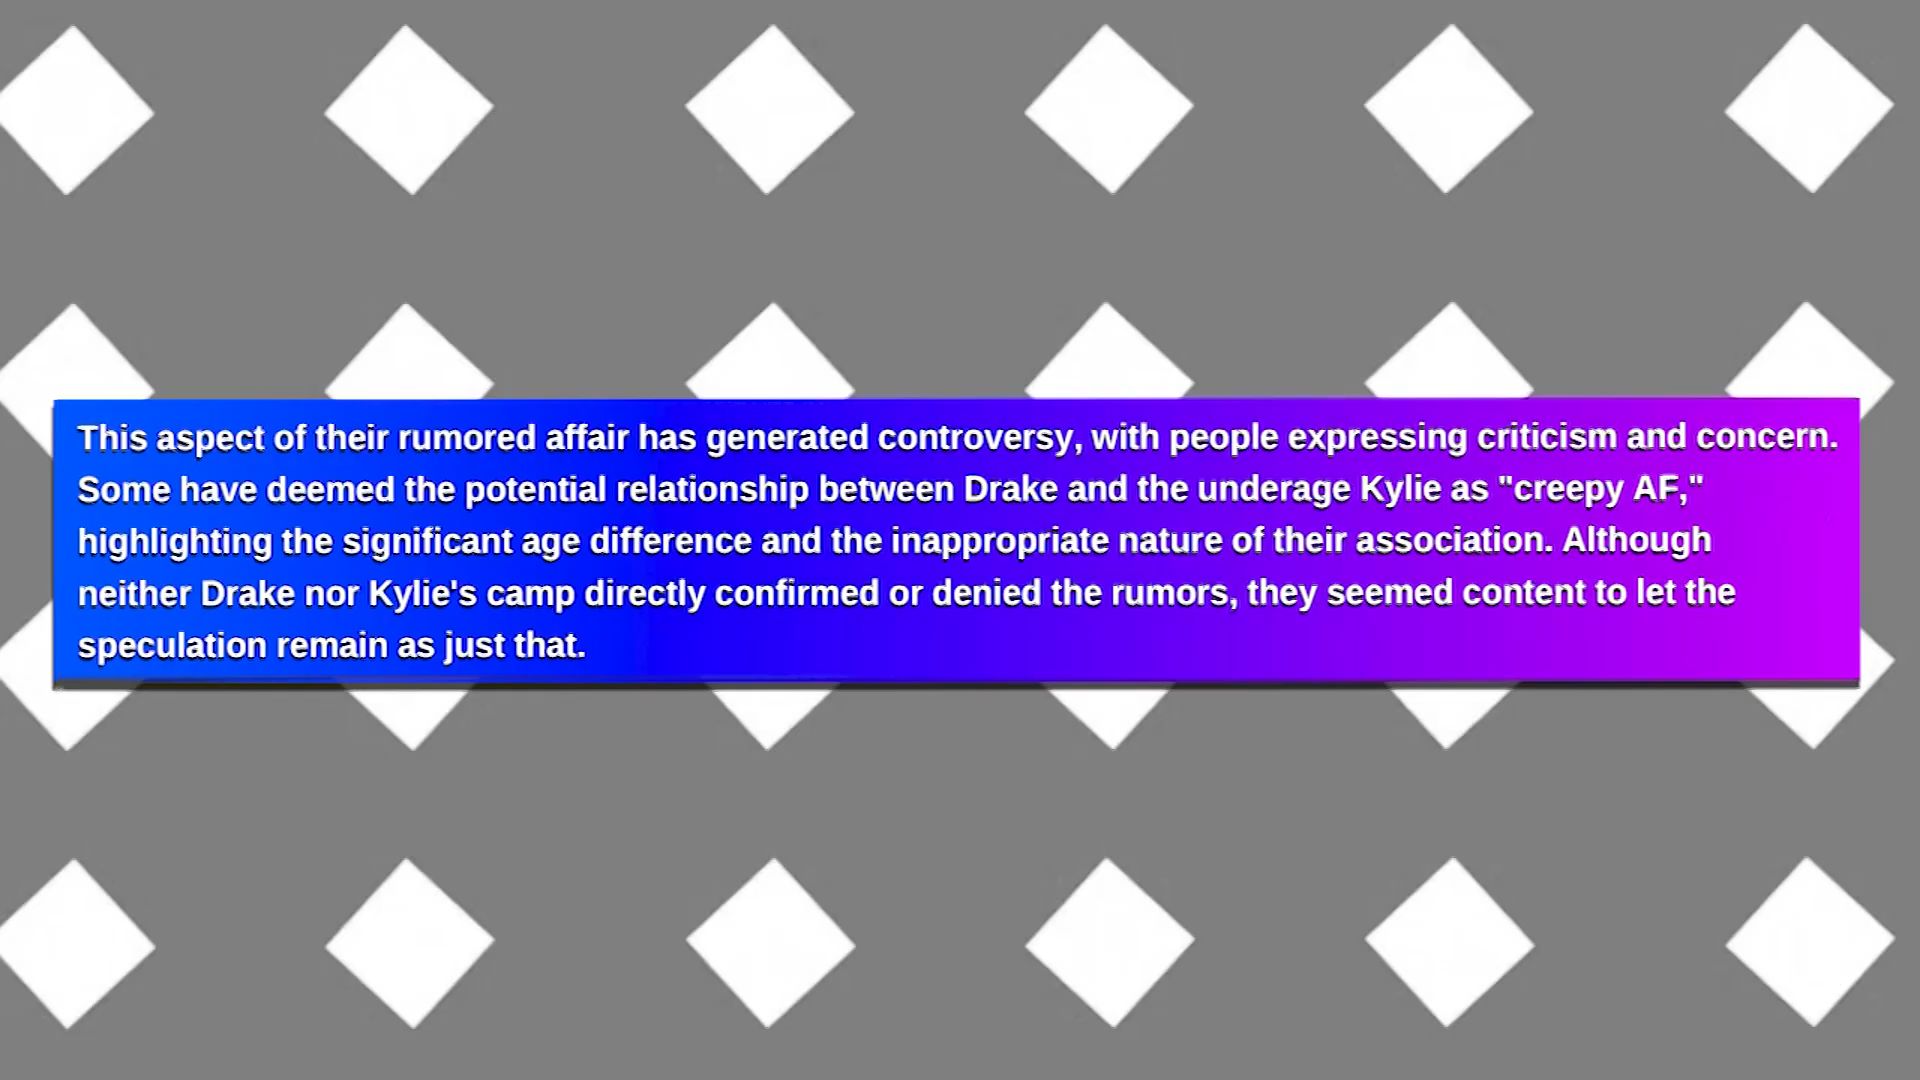 This aspect of their rumored affair has generated controversy, with people expressing criticism and concern.
Some have deemed the potential relationship between Drake and the underage Kylie as "creepy AF,"
highlighting the significant age difference and the inappropriate nature of their association. Although
neither Drake nor Kylie's camp directly confirmed or denied the rumors, they seemed content to let the
speculation remain as just that.